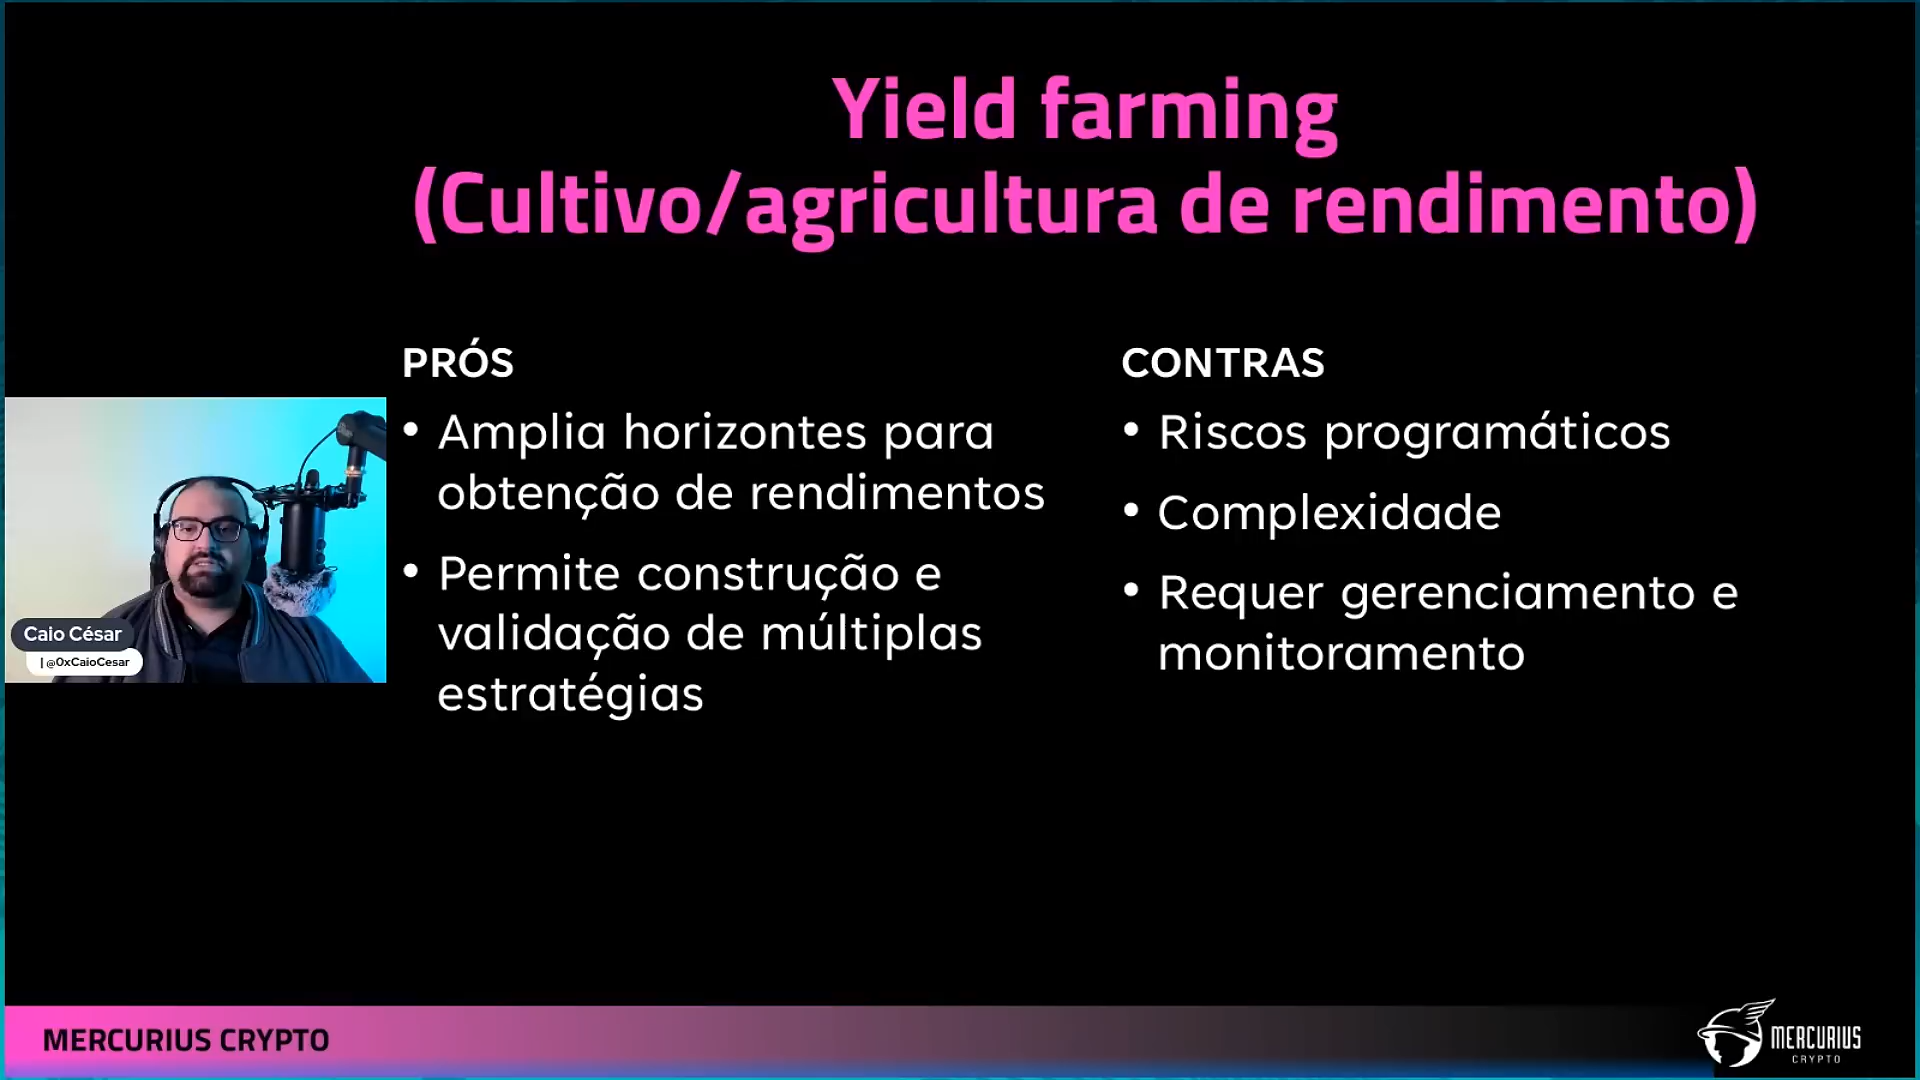 Yield farming
(Cultivo/agricultura de rendimento)
PRÓS
• Amplia horizontes para
obtenção de rendimentos
• Permite construção e
validação de múltiplas
estratégias
CONTRAS
• Riscos programáticos
• Complexidade
• Requer gerenciamento e
monitoramento
Caio César
| @0xCaioCesar
MERCURIUS CRYPTO
MERCURIUS
CRYPTO